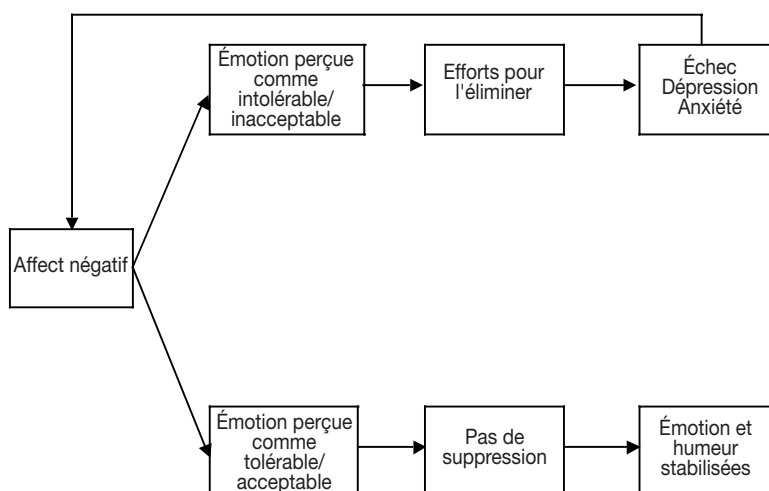 Émotion perçue
comme
intolérable/
inacceptable
Efforts pour
l'éliminer
Échec
Dépression
Anxiété
Affect négatif
Émotion perçue
comme
tolérable/
acceptable
Pas de
suppression
Émotion et
humeur
stabilisées